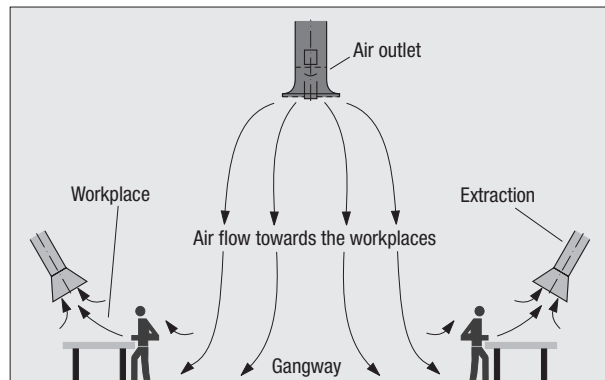 Air outlet
Workplace
Extraction
Air flow towards the workplaces
Gangway